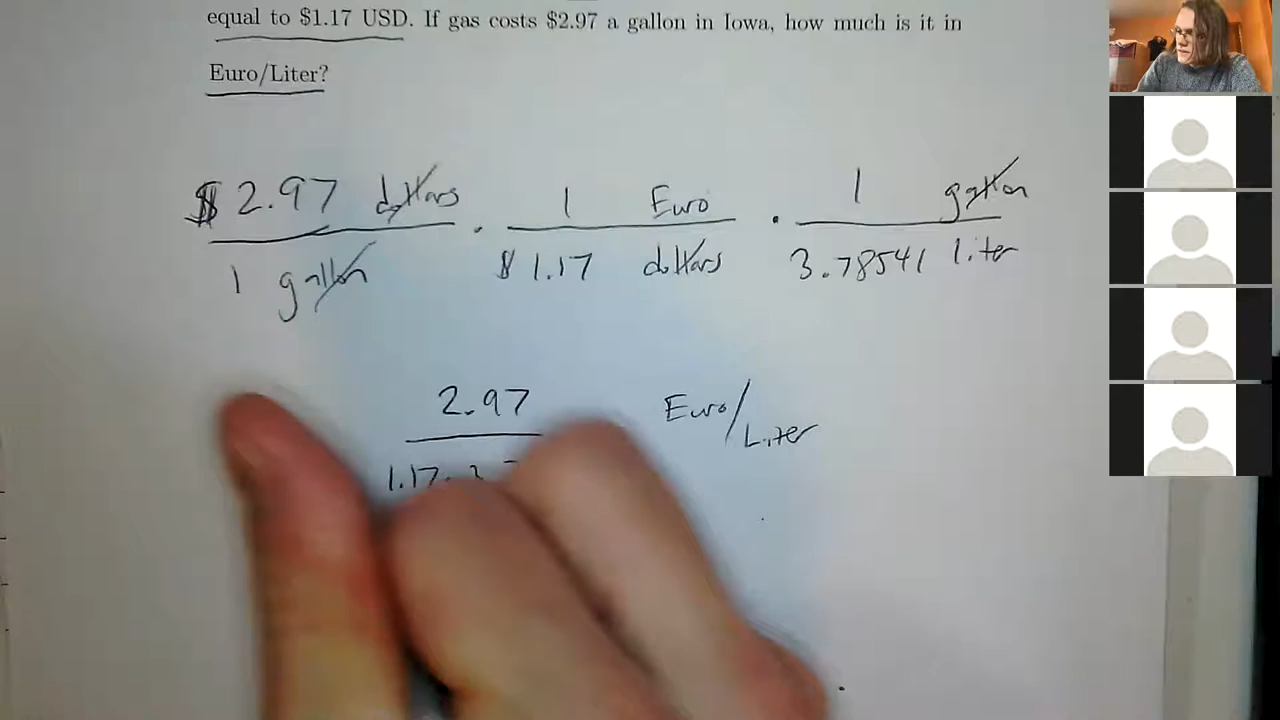 equal to $1.17 USD. If gas costs $2.97 a gallon in Iowa, how much is it in
Euro/Liter?
$2.97 dollars · 1 Euro · 1 gallon
1 gallon $1.17 dollars 3.78541 liter
2.97 Euro/Liter
1.17 ·